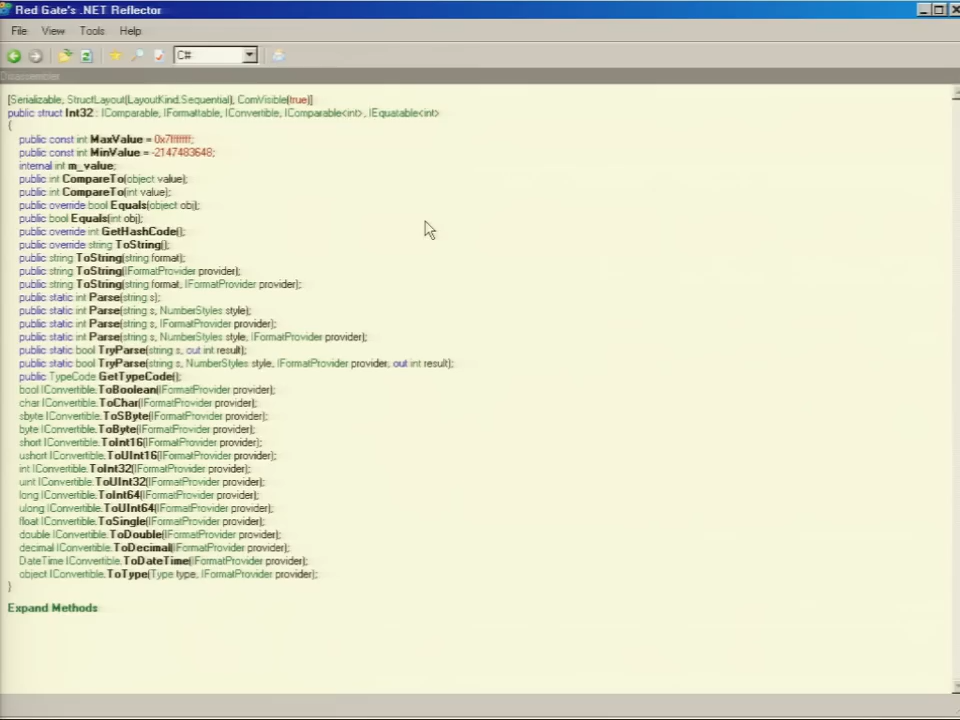 Red Gate's .NET Reflector
File View Tools Help
C#
Disassembler
[Serializable, StructLayout(LayoutKind.Sequential), ComVisible(true)]
public struct Int32 : IComparable, IFormattable, IConvertible, IComparable<int>, IEquatable<int>
{
public const int MaxValue = 0x7fffffff;
public const int MinValue = -2147483648;
internal int m_value;
public int CompareTo(object value);
public int CompareTo(int value);
public override bool Equals(object obj);
public bool Equals(int obj);
public override int GetHashCode();
public override string ToString();
public string ToString(string format);
public string ToString(IFormatProvider provider);
public string ToString(string format, IFormatProvider provider);
public static int Parse(string s);
public static int Parse(string s, NumberStyles style);
public static int Parse(string s, IFormatProvider provider);
public static int Parse(string s, NumberStyles style, IFormatProvider provider);
public static bool TryParse(string s, out int result);
public static bool TryParse(string s, NumberStyles style, IFormatProvider provider, out int result);
public TypeCode GetTypeCode();
bool IConvertible.ToBoolean(IFormatProvider provider);
char IConvertible.ToChar(IFormatProvider provider);
sbyte IConvertible.ToSByte(IFormatProvider provider);
byte IConvertible.ToByte(IFormatProvider provider);
short IConvertible.ToInt16(IFormatProvider provider);
ushort IConvertible.ToUInt16(IFormatProvider provider);
int IConvertible.ToInt32(IFormatProvider provider);
uint IConvertible.ToUInt32(IFormatProvider provider);
long IConvertible.ToInt64(IFormatProvider provider);
ulong IConvertible.ToUInt64(IFormatProvider provider);
float IConvertible.ToSingle(IFormatProvider provider);
double IConvertible.ToDouble(IFormatProvider provider);
decimal IConvertible.ToDecimal(IFormatProvider provider);
DateTime IConvertible.ToDateTime(IFormatProvider provider);
object IConvertible.ToType(Type type, IFormatProvider provider);
}
Expand Methods